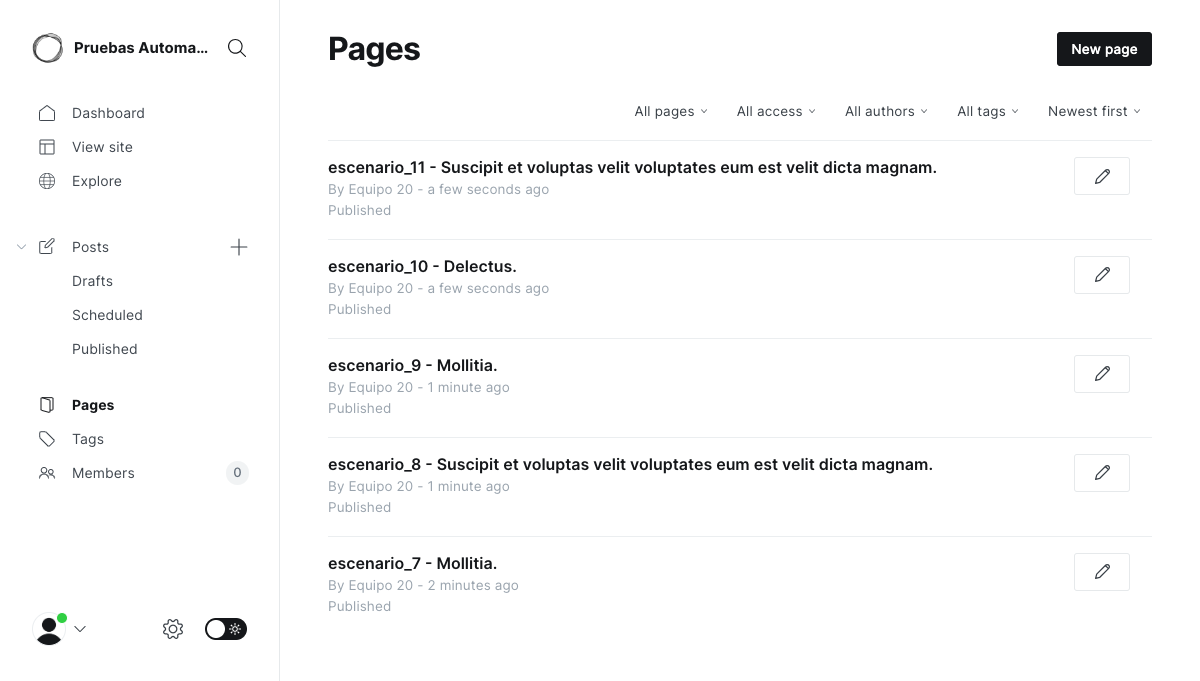 Pruebas Automa...
Dashboard
View site
Explore
Posts
Drafts
Scheduled
Published
Pages
Tags
Members
0
Pages
New page
All pages
All access
All authors
All tags
Newest first
escenario_11 - Suscipit et voluptas velit voluptates eum est velit dicta magnam.
By Equipo 20 - a few seconds ago
Published
escenario_10 - Delectus.
By Equipo 20 - a few seconds ago
Published
escenario_9 - Mollitia.
By Equipo 20 - 1 minute ago
Published
escenario_8 - Suscipit et voluptas velit voluptates eum est velit dicta magnam.
By Equipo 20 - 1 minute ago
Published
escenario_7 - Mollitia.
By Equipo 20 - 2 minutes ago
Published